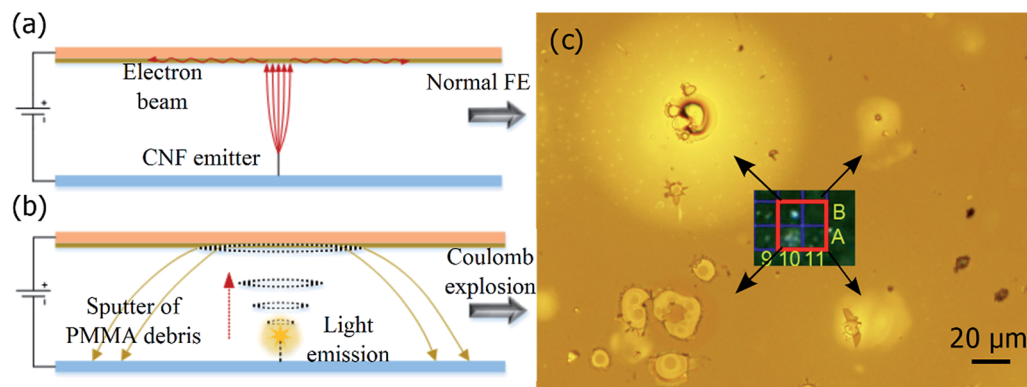 (a)
+
-
Electron
beam
CNF emitter
Normal FE
(b)
+
-
Sputter of
PMMA debris
Light
emission
Coulomb
explosion
(c)
B
A
9 10 11
20 μm